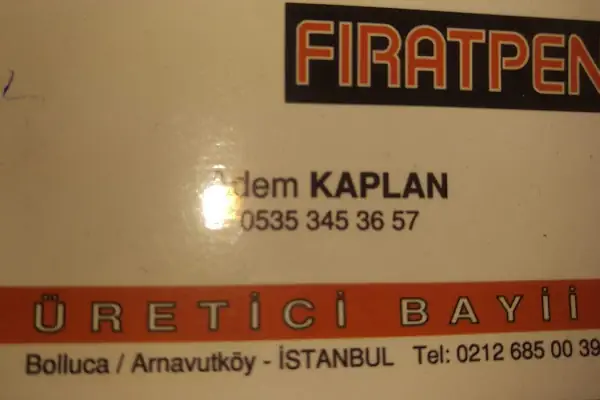 FIRATPEN
Adem KAPLAN
0535 345 36 57
ÜRETİCİ BAYİİ
Bolluca / Arnavutköy - İSTANBUL Tel: 0212 685 00 39